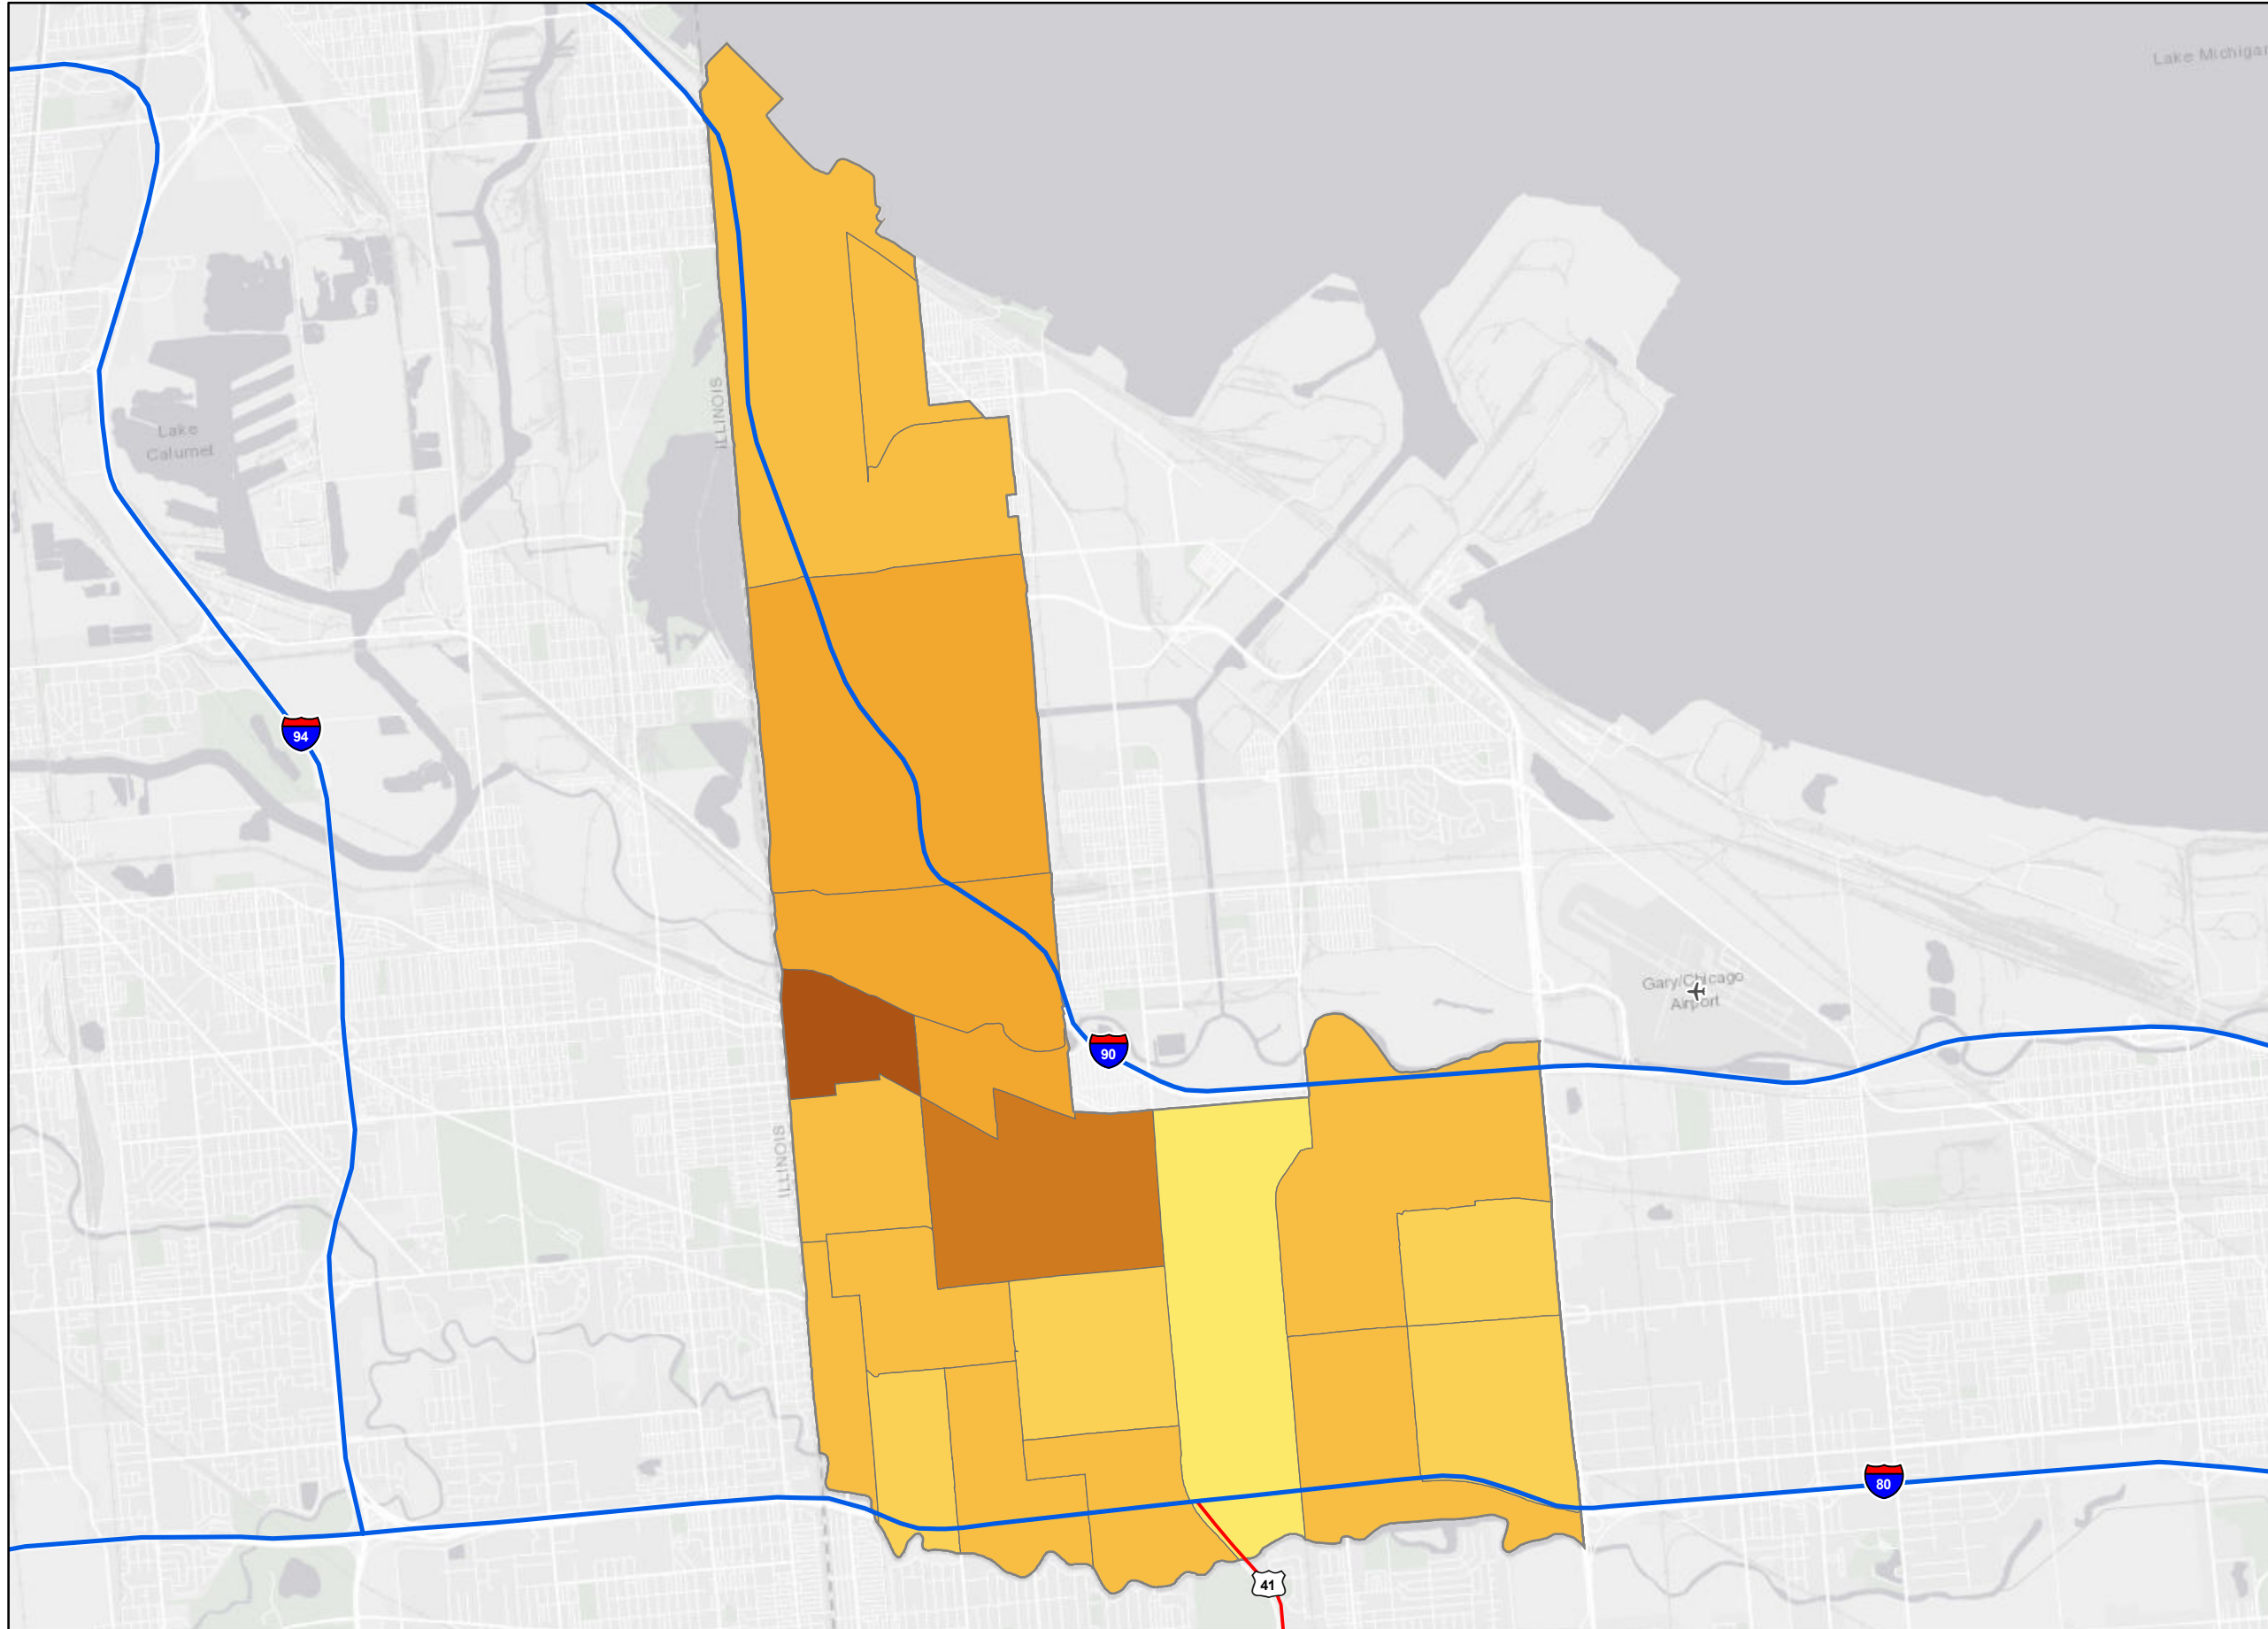 Lake Michigan
ILLINOIS
Lake
Calumet
94
Gary/Chicago
Airport
90
ILLINOIS
80
41